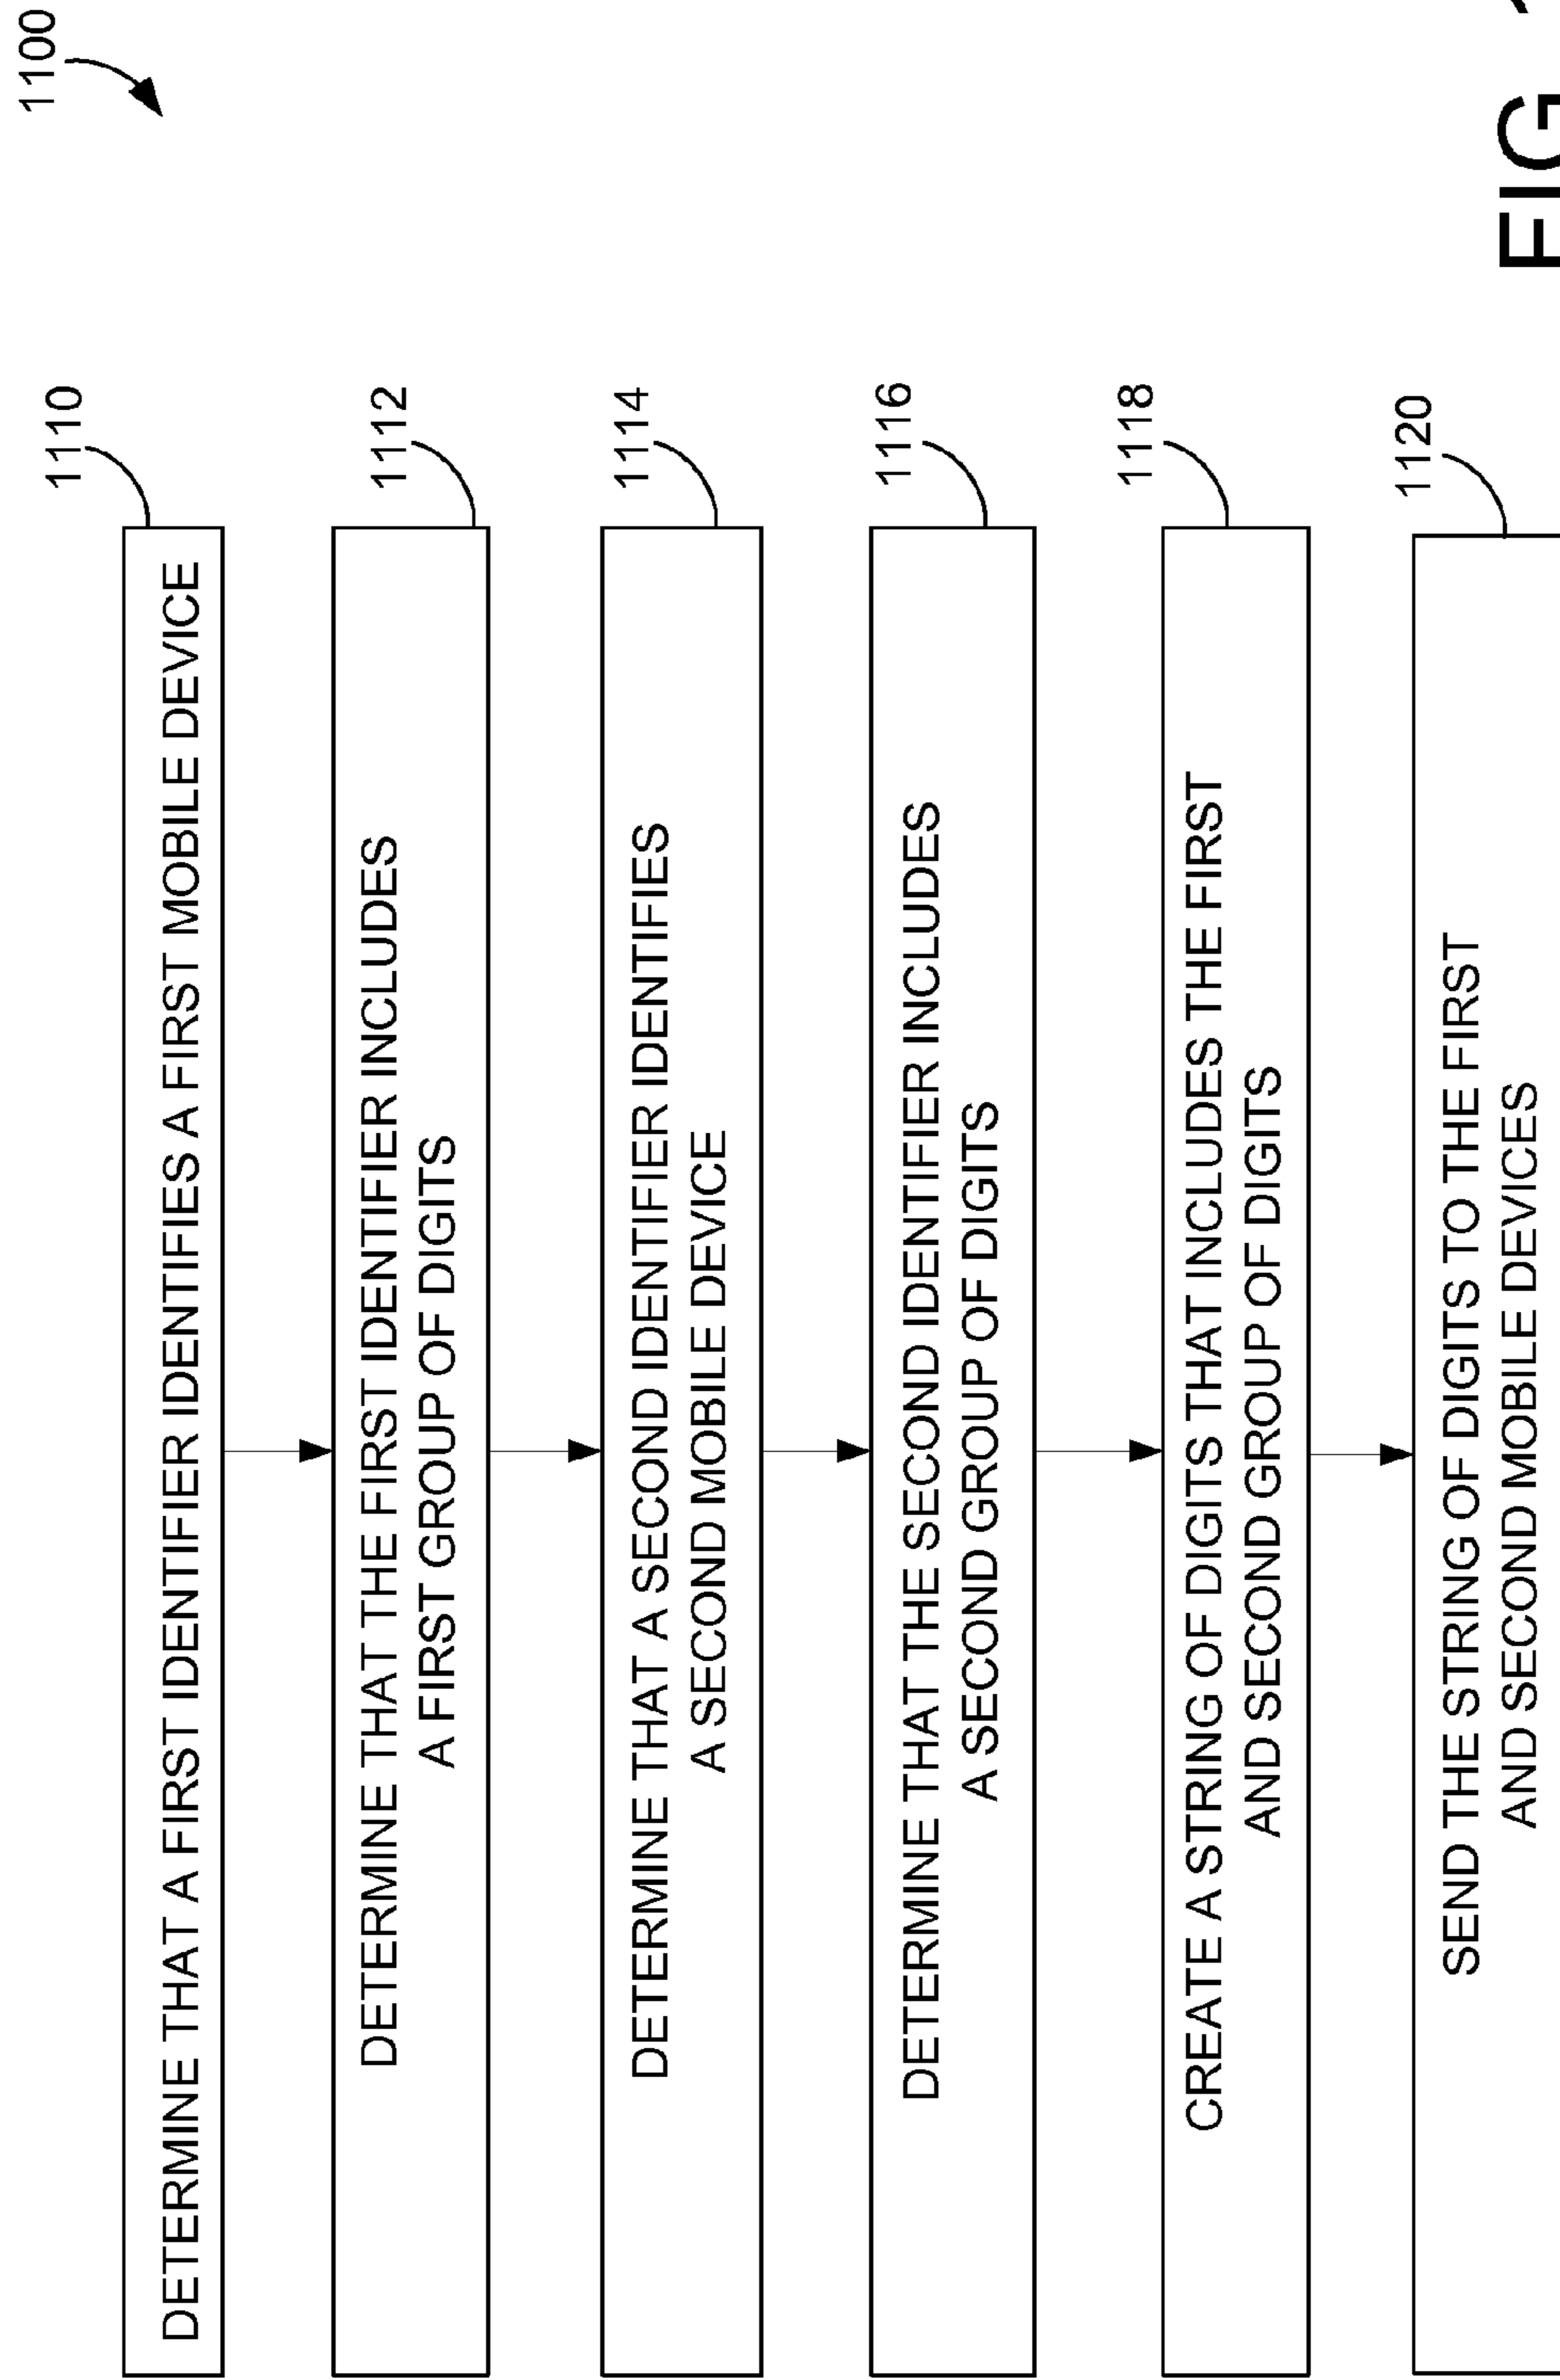 1100
1110
DETERMINE THAT A FIRST IDENTIFIER IDENTIFIES A FIRST MOBILE DEVICE
1112
DETERMINE THAT THE FIRST IDENTIFIER INCLUDES
A FIRST GROUP OF DIGITS
1114
DETERMINE THAT A SECOND IDENTIFIER IDENTIFIES
A SECOND MOBILE DEVICE
1116
DETERMINE THAT THE SECOND IDENTIFIER INCLUDES
A SECOND GROUP OF DIGITS
1118
CREATE A STRING OF DIGITS THAT INCLUDES THE FIRST
AND SECOND GROUP OF DIGITS
1120
SEND THE STRING OF DIGITS TO THE FIRST
AND SECOND MOBILE DEVICES
FIG